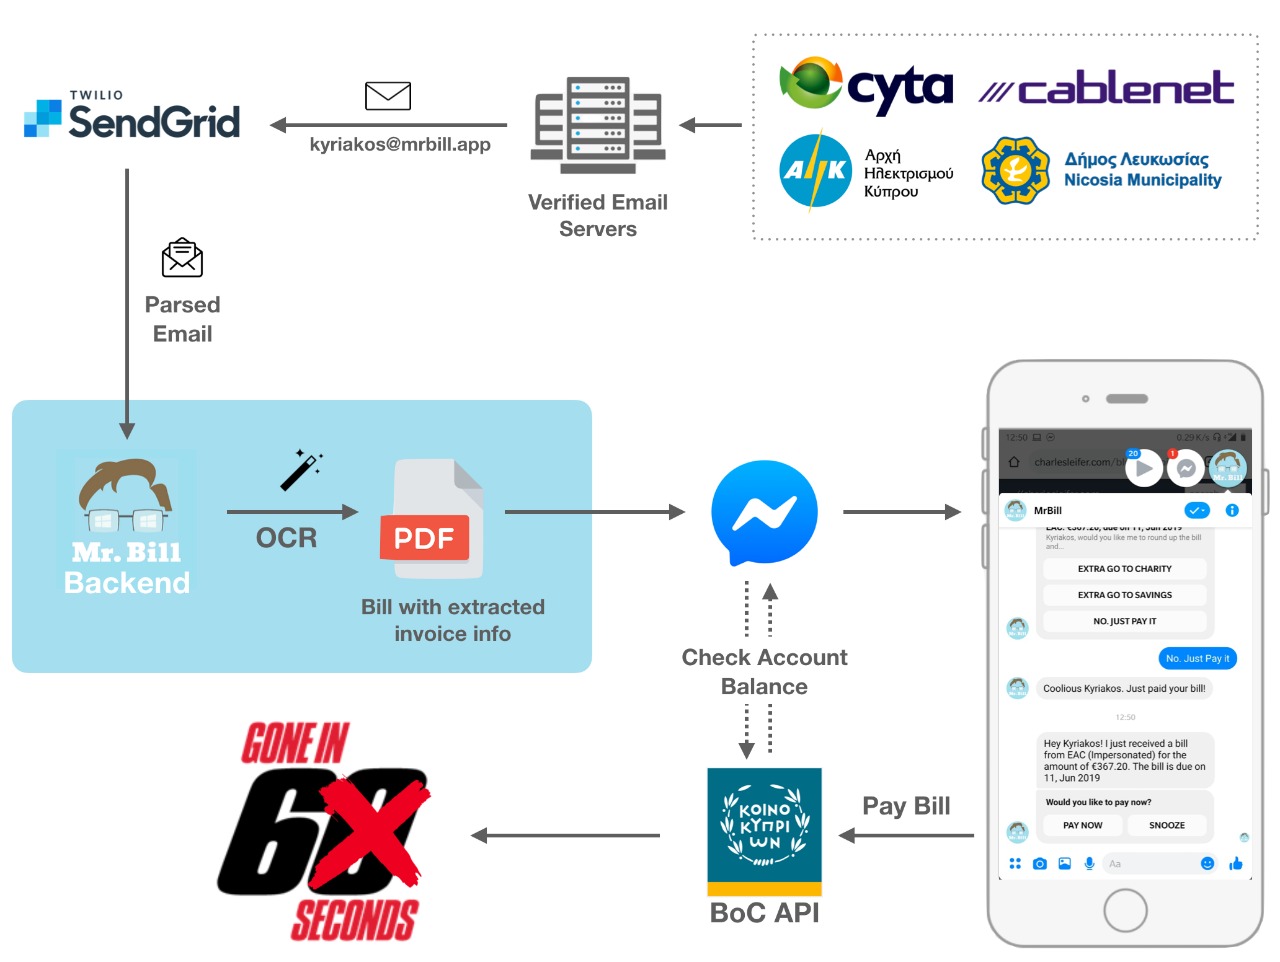 TWILIO
SendGrid
kyriakos@mrbill.app
Verified Email
Servers
cyta
cablenet
ΑΗΚ
Αρχή
Ηλεκτρισμού
Κύπρου
Δήμος Λευκωσίας
Nicosia Municipality
Parsed
Email
Mr. Bill
Backend
OCR
PDF
Bill with extracted
invoice info
Check Account
Balance
12:50
0.29 K/s
charlesleifer.com/bl
20
1
Mr. Bill
MrBill
EAC: €367.20, due on 11, Jun 2019
Kyriakos, would you like me to round up the bill
and...
EXTRA GO TO CHARITY
EXTRA GO TO SAVINGS
NO. JUST PAY IT
No. Just Pay it
Coolious Kyriakos. Just paid your bill!
12:50
Hey Kyriakos! I just received a bill
from EAC (Impersonated) for the
amount of €367.20. The bill is due on
11, Jun 2019
Would you like to pay now?
PAY NOW
SNOOZE
Aa
Pay Bill
ΚΟΙΝΟ
ΚΥΠΡΙ
ΩΝ
BoC API
GONE IN
60
SECONDS